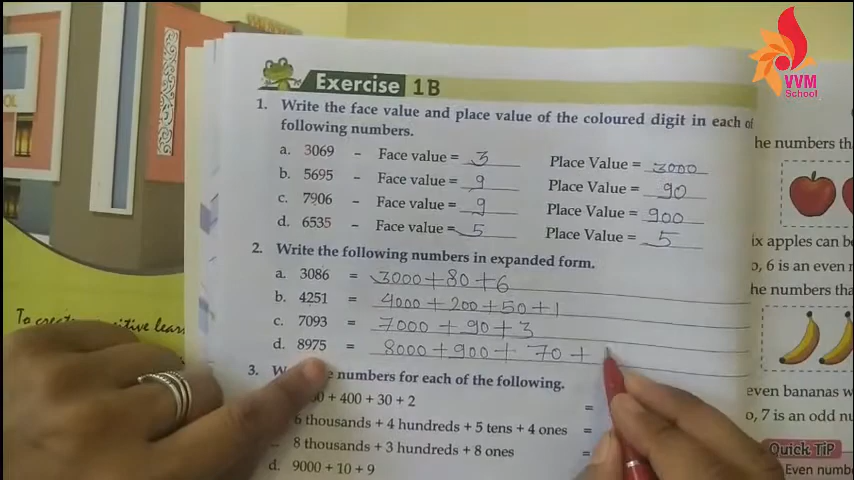 VVM
School
Exercise 1B
1. Write the face value and place value of the coloured digit in each of
following numbers.
a. 3069 - Face value = 3 Place Value = 3000
b. 5695 - Face value = 9 Place Value = 90
c. 7906 - Face value = 9 Place Value = 900
d. 6535 - Face value = 5 Place Value = 5
2. Write the following numbers in expanded form.
a. 3086 = 3000+80+6
b. 4251 = 4000 + 200 + 50 + 1
c. 7093 = 7000 + 90 + 3
d. 8975 = 8000 + 900 + 70 +
3. numbers for each of the following.
+ 400 + 30 + 2 =
6 thousands + 4 hundreds + 5 tens + 4 ones =
8 thousands + 3 hundreds + 8 ones =
d. 9000 + 10 + 9
he numbers
ix apples can
6 is an even
he numbers
even bananas
7 is an odd
Quick TiP
Even
To